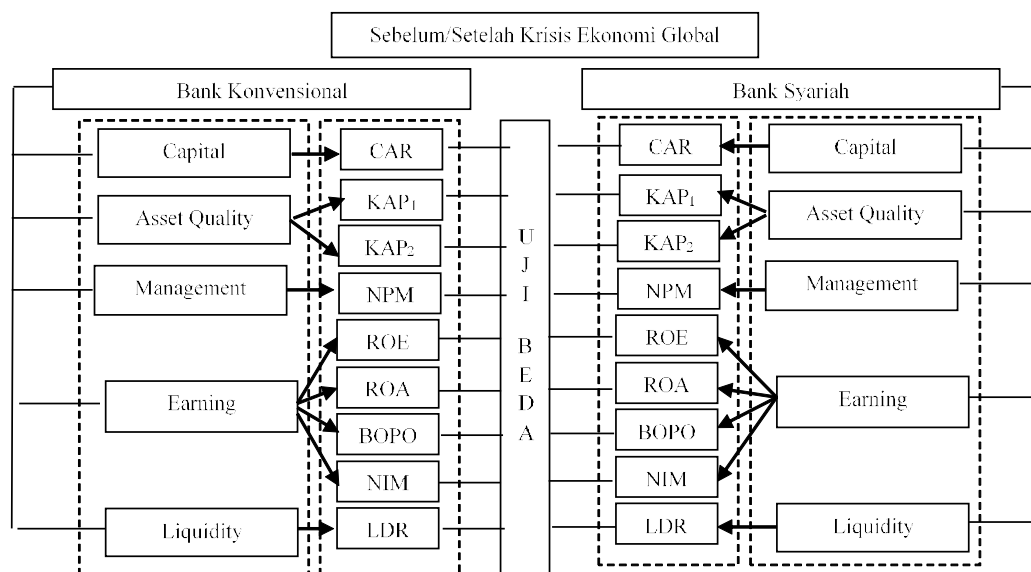 Sebelum/Setelah Krisis Ekonomi Global
Bank Konvensional
Bank Syariah
Capital
CAR
CAR
Capital
Asset Quality
KAP₁
KAP₁
Asset Quality
KAP₂
KAP₂
Management
NPM
NPM
Management
ROE
ROE
Earning
ROA
ROA
Earning
BOPO
BOPO
NIM
NIM
Liquidity
LDR
LDR
Liquidity
UJI
BEDA